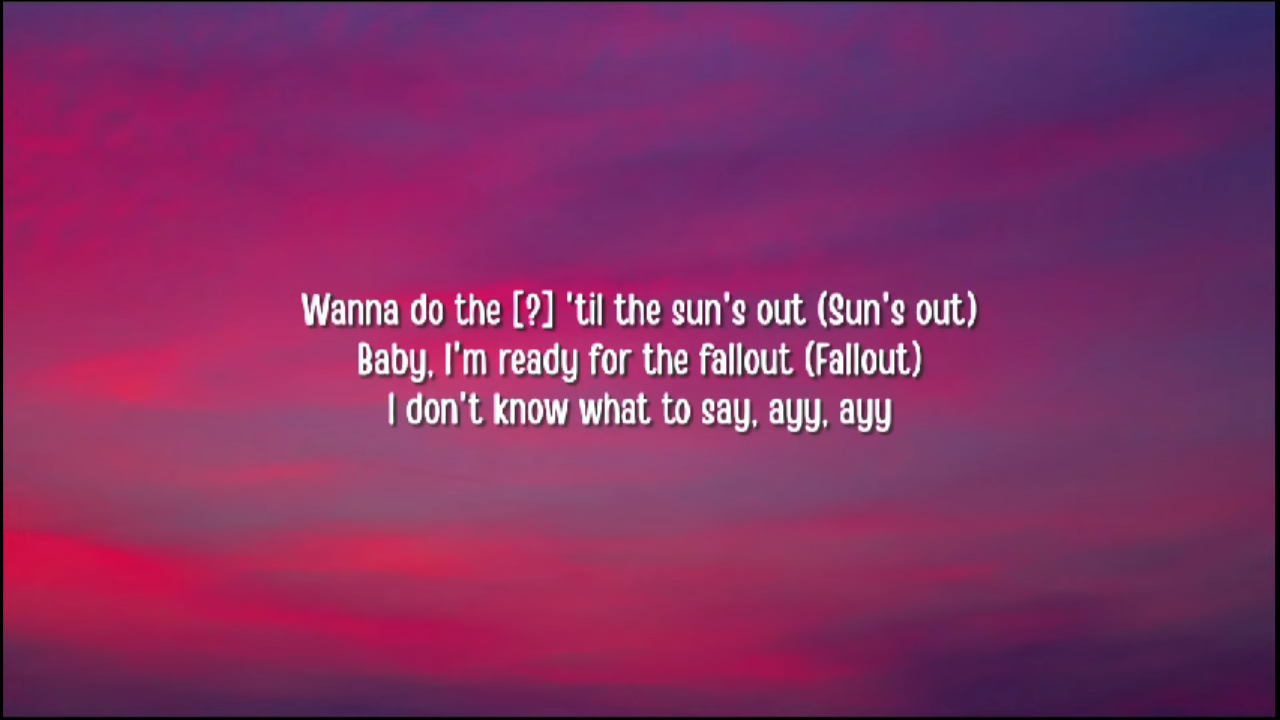 Wanna do the [?] 'til the sun's out (Sun's out)
Baby, I'm ready for the fallout (Fallout)
I don't know what to say, ayy, ayy